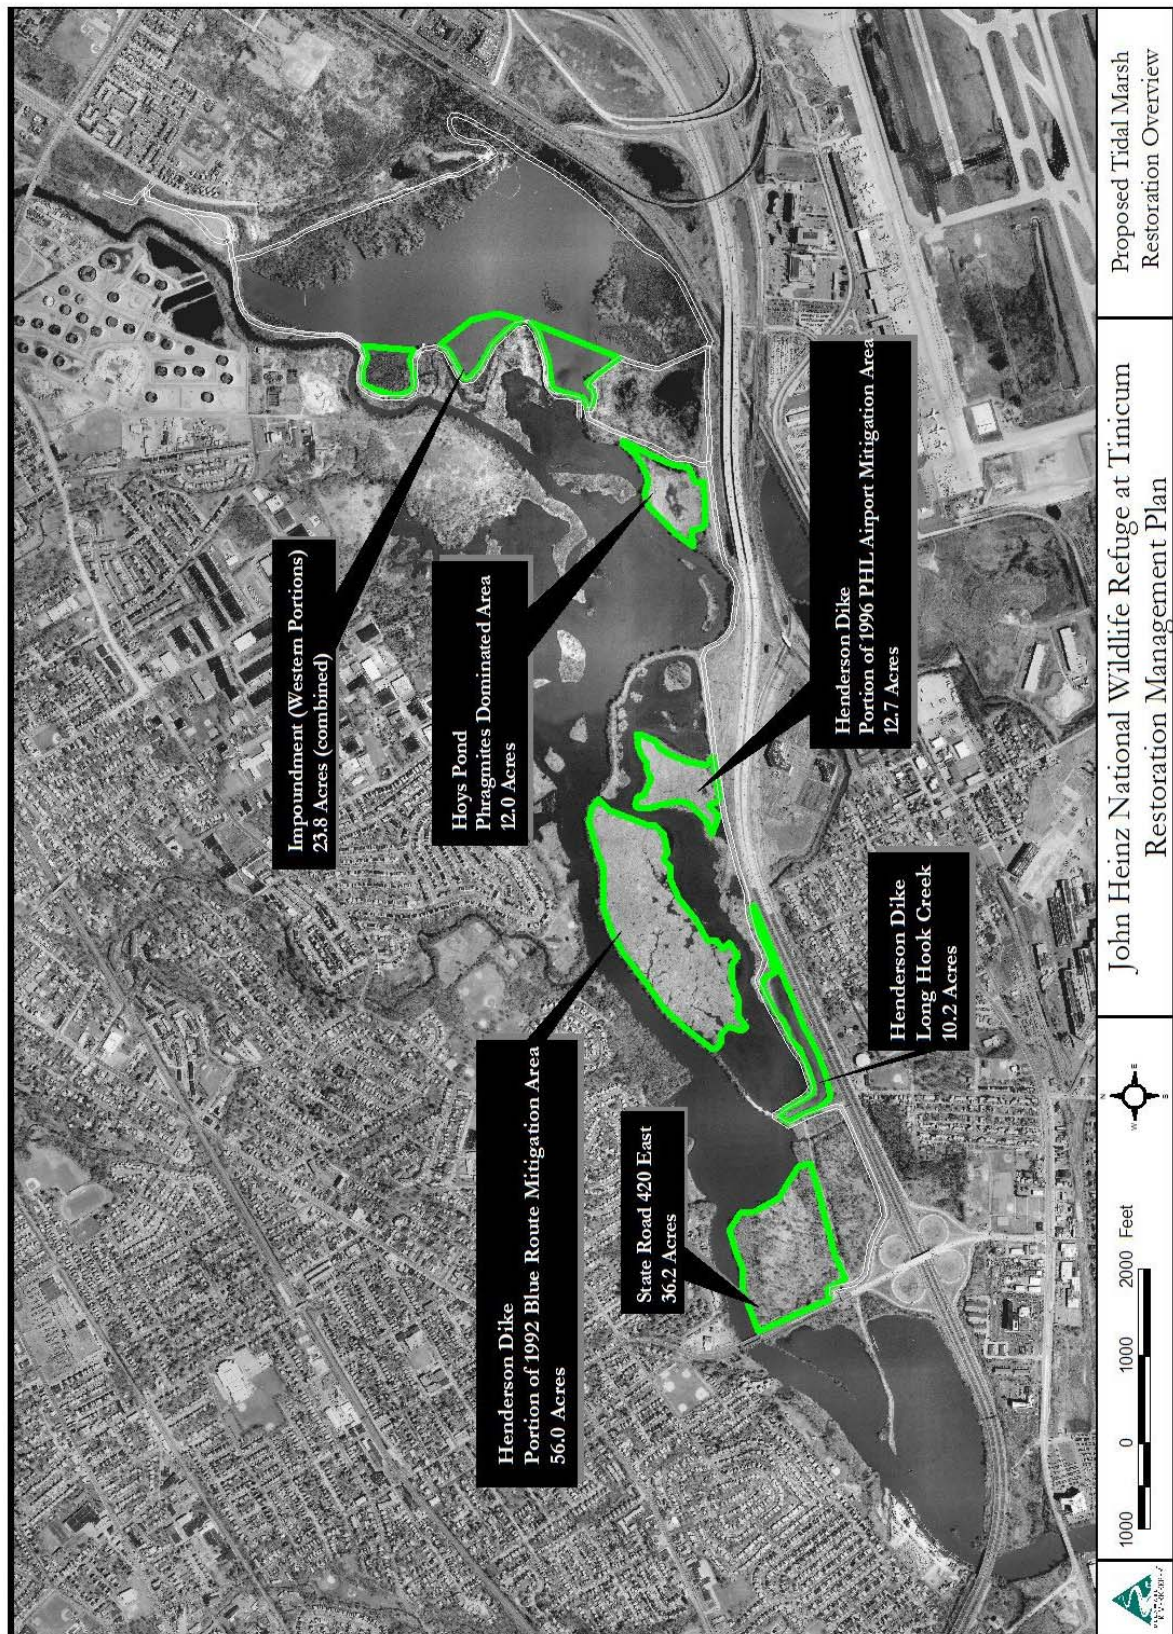 Impoundment (Western Portions)
23.8 Acres (combined)
Hoys Pond
Phragmites Dominated Area
12.0 Acres
Henderson Dike
Portion of 1992 Blue Route Mitigation Area
56.0 Acres
State Road 420 East
36.2 Acres
Henderson Dike
Portion of 1996 PHL Airport Mitigation Area
12.7 Acres
Henderson Dike
Long Hook Creek
10.2 Acres
1000 0 1000 2000 Feet
N
W E
S
John Heinz National Wildlife Refuge at Tinicum
Restoration Management Plan
Proposed Tidal Marsh
Restoration Overview